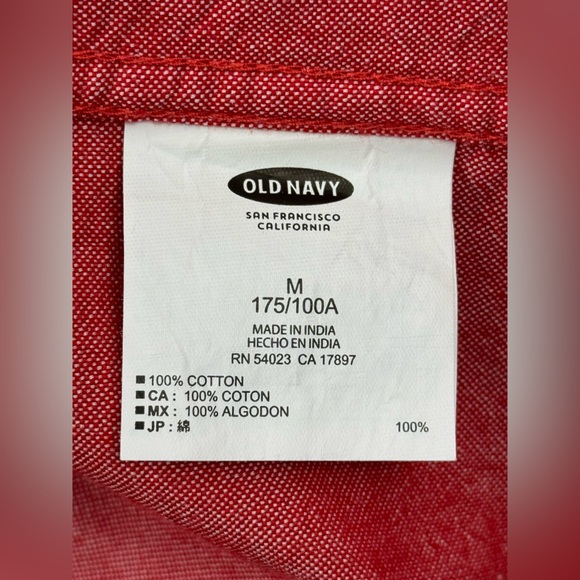 OLD NAVY
SAN FRANCISCO
CALIFORNIA
M
175/100A
MADE IN INDIA
HECHO EN INDIA
RN 54023 CA 17897
■ 100% COTTON
■ CA : 100% COTON
■ MX : 100% ALGODON
■ JP : 綿 100%